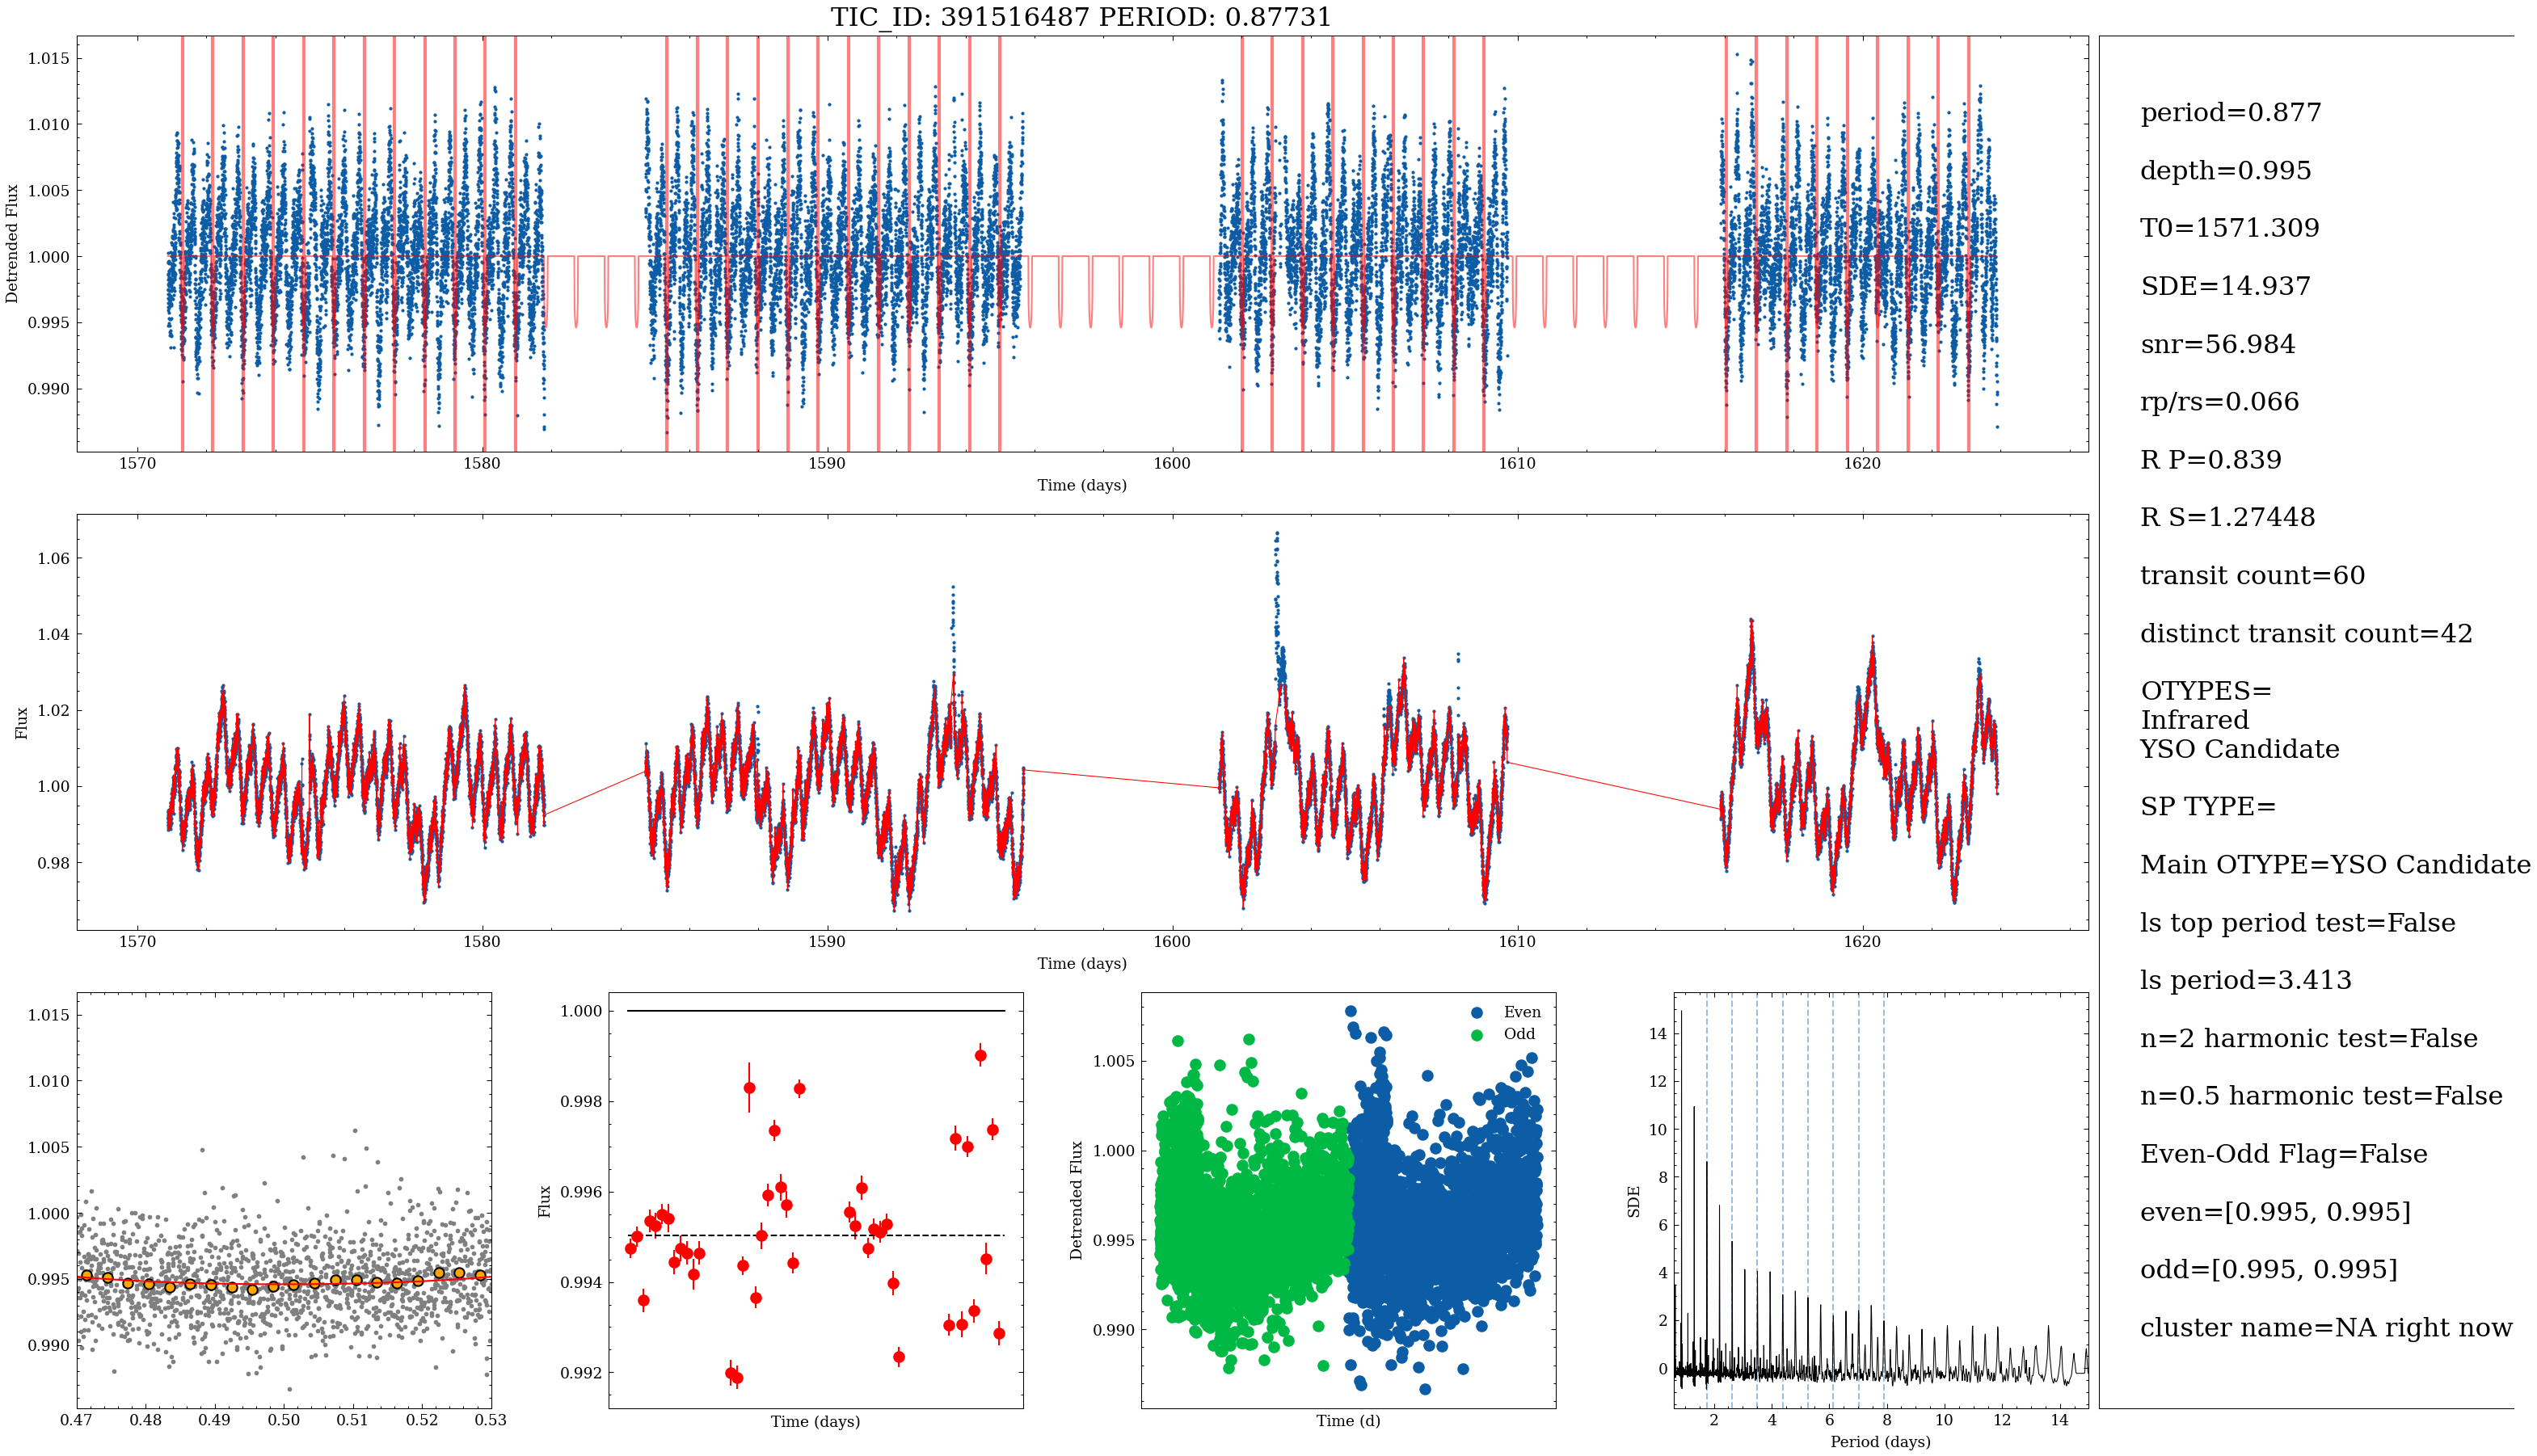 TIC_ID: 391516487 PERIOD: 0.87731
1.015
1.010
1.005
1.000
0.995
0.990
Detrended Flux
1570
1580
1590
1600
1610
1620
Time (days)
1.06
1.04
1.02
1.00
0.98
Flux
1570
1580
1590
1600
1610
1620
Time (days)
1.015
1.010
1.005
1.000
0.995
0.990
0.47
0.48
0.49
0.50
0.51
0.52
0.53
1.000
0.998
0.996
0.994
0.992
Flux
Time (days)
Even
Odd
1.005
1.000
0.995
0.990
Detrended Flux
Time (d)
14
12
10
8
6
4
2
0
SDE
2
4
6
8
10
12
14
Period (days)
period=0.877
depth=0.995
T0=1571.309
SDE=14.937
snr=56.984
rp/rs=0.066
R P=0.839
R S=1.27448
transit count=60
distinct transit count=42
OTYPES=
Infrared
YSO Candidate
SP TYPE=
Main OTYPE=YSO Candidate
ls top period test=False
ls period=3.413
n=2 harmonic test=False
n=0.5 harmonic test=False
Even-Odd Flag=False
even=[0.995, 0.995]
odd=[0.995, 0.995]
cluster name=NA right now